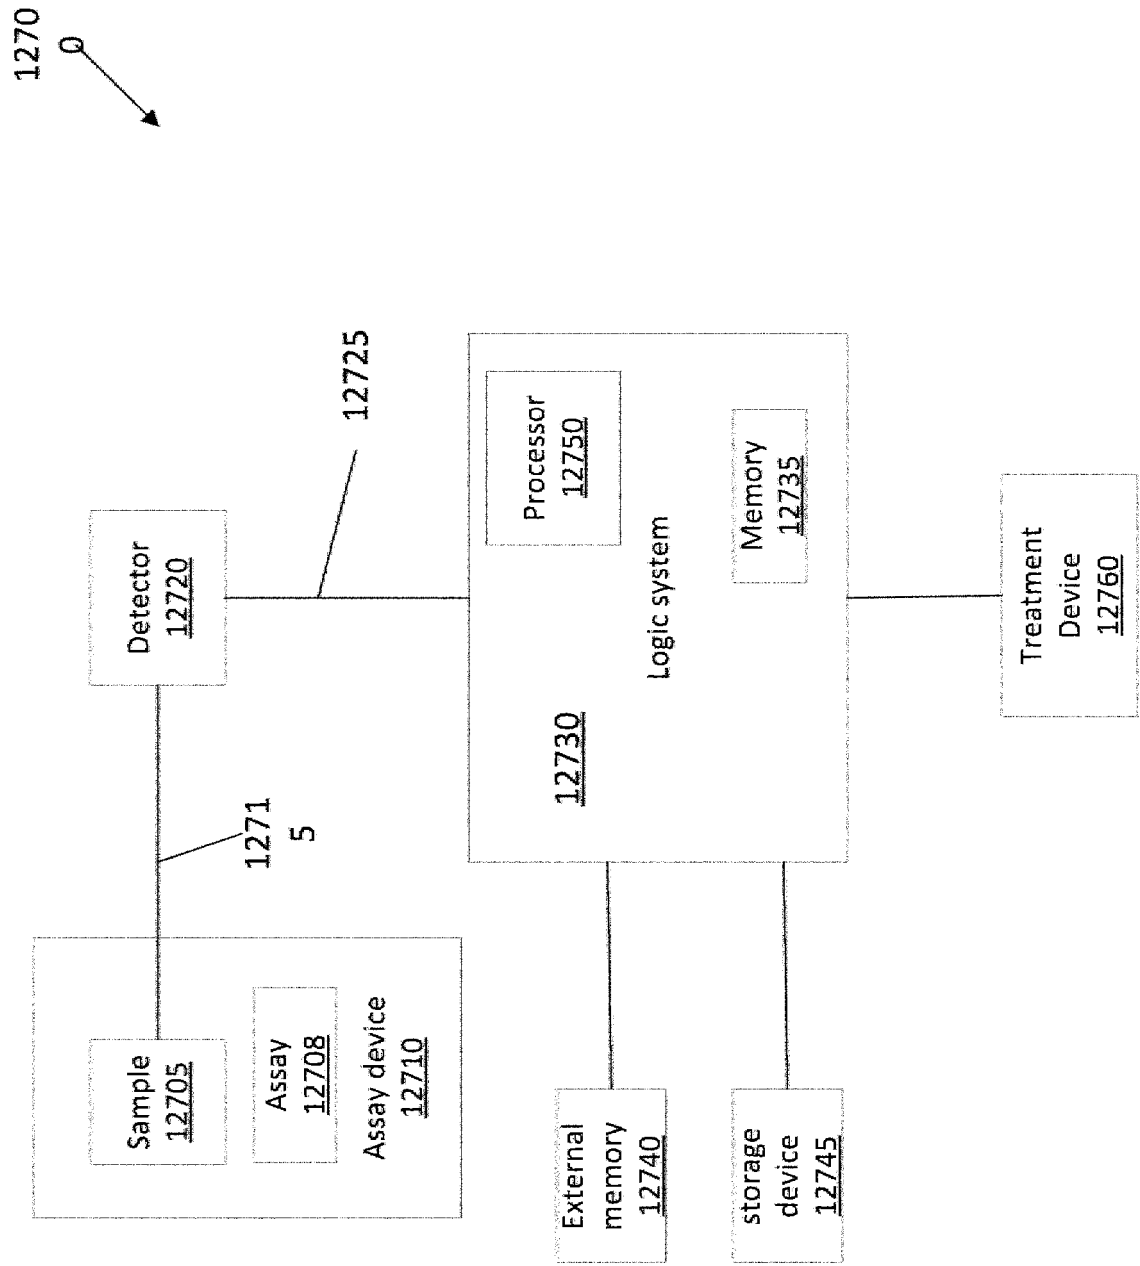 1270
0
Sample
12705
Assay
12708
Assay device
12710
1271
5
Detector
12720
12725
12730
Logic system
Processor
12750
Memory
12735
External
memory
12740
storage
device
12745
Treatment
Device
12760